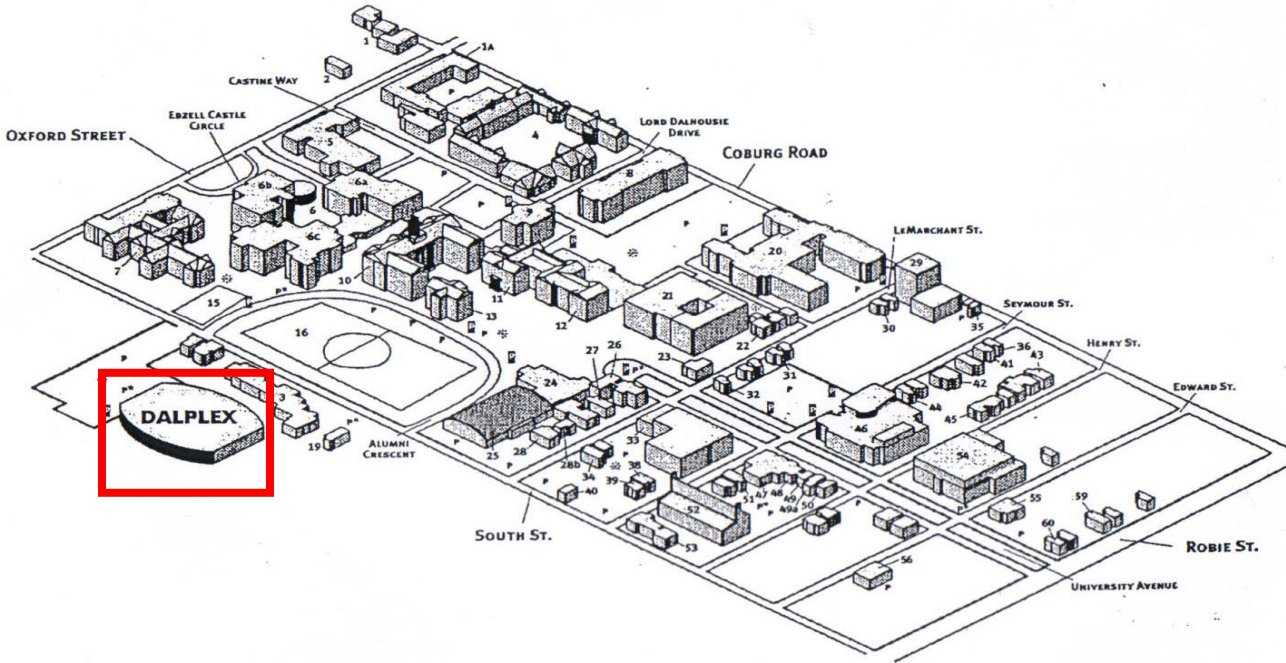 1
1A
2
CASTINE WAY
P
EDZELL CASTLE
CIRCLE
OXFORD STREET
4
LORD DALHOUSIE
DRIVE
5
COBURG ROAD
8
P
6b
6a
6
P
9
P
6c
7
10
11
12
13
P
20
LEMARCHANT ST.
29
SEYMOUR ST.
15
P*
21
P
30
35
P
16
P
P
22
HENRY ST.
36
43
41
P
23
26
27
31
EDWARD ST.
P
P*
24
32
P
42
44
45
DALPLEX
3
P*
19
ALUMNI
CRESCENT
25
28
28b
33
46
54
34
38
39
40
P
51
47
48
49
49a
50
P*
52
55
59
SOUTH ST.
53
60
ROBIE ST.
56
P
UNIVERSITY AVENUE